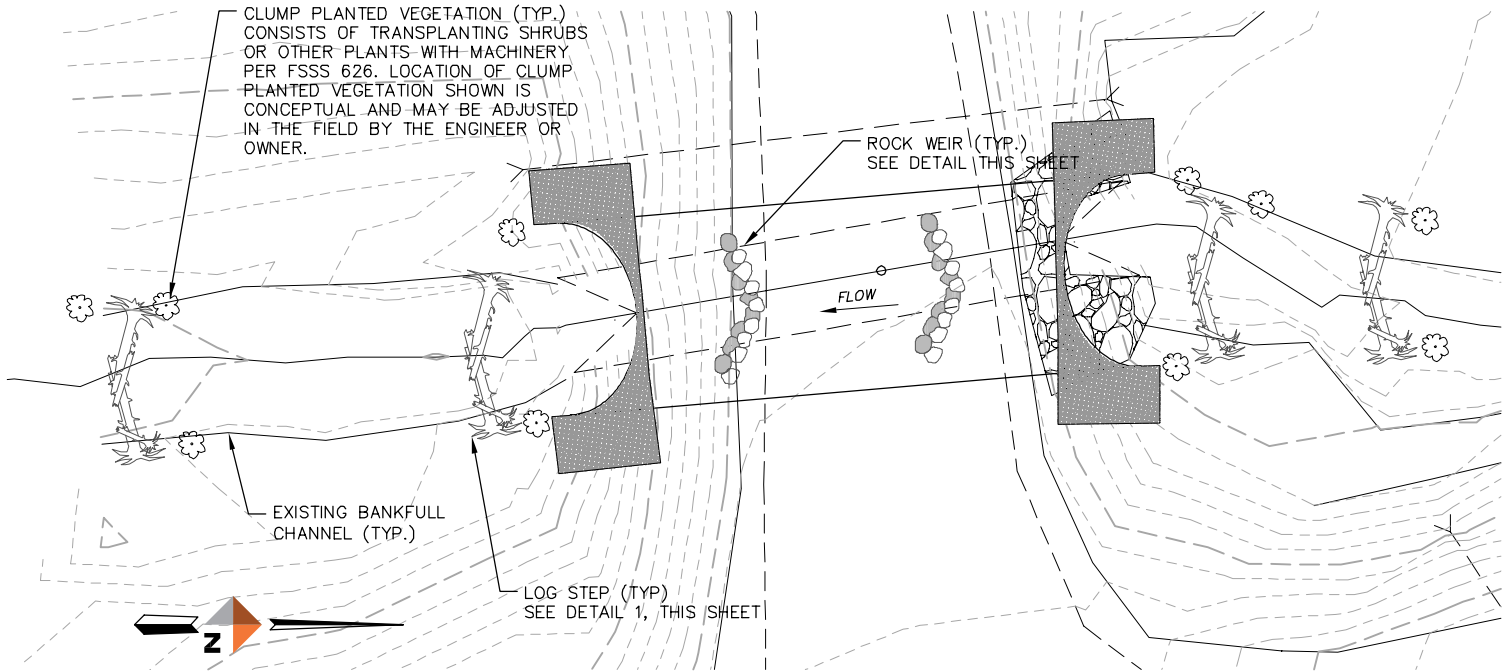 CLUMP PLANTED VEGETATION (TYP.)
CONSISTS OF TRANSPLANTING SHRUBS
OR OTHER PLANTS WITH MACHINERY
PER FSSS 626. LOCATION OF CLUMP
PLANTED VEGETATION SHOWN IS
CONCEPTUAL AND MAY BE ADJUSTED
IN THE FIELD BY THE ENGINEER OR
OWNER.
ROCK WEIR (TYP.)
SEE DETAIL THIS SHEET
FLOW
EXISTING BANKFULL
CHANNEL (TYP.)
LOG STEP (TYP)
SEE DETAIL 1, THIS SHEET
N